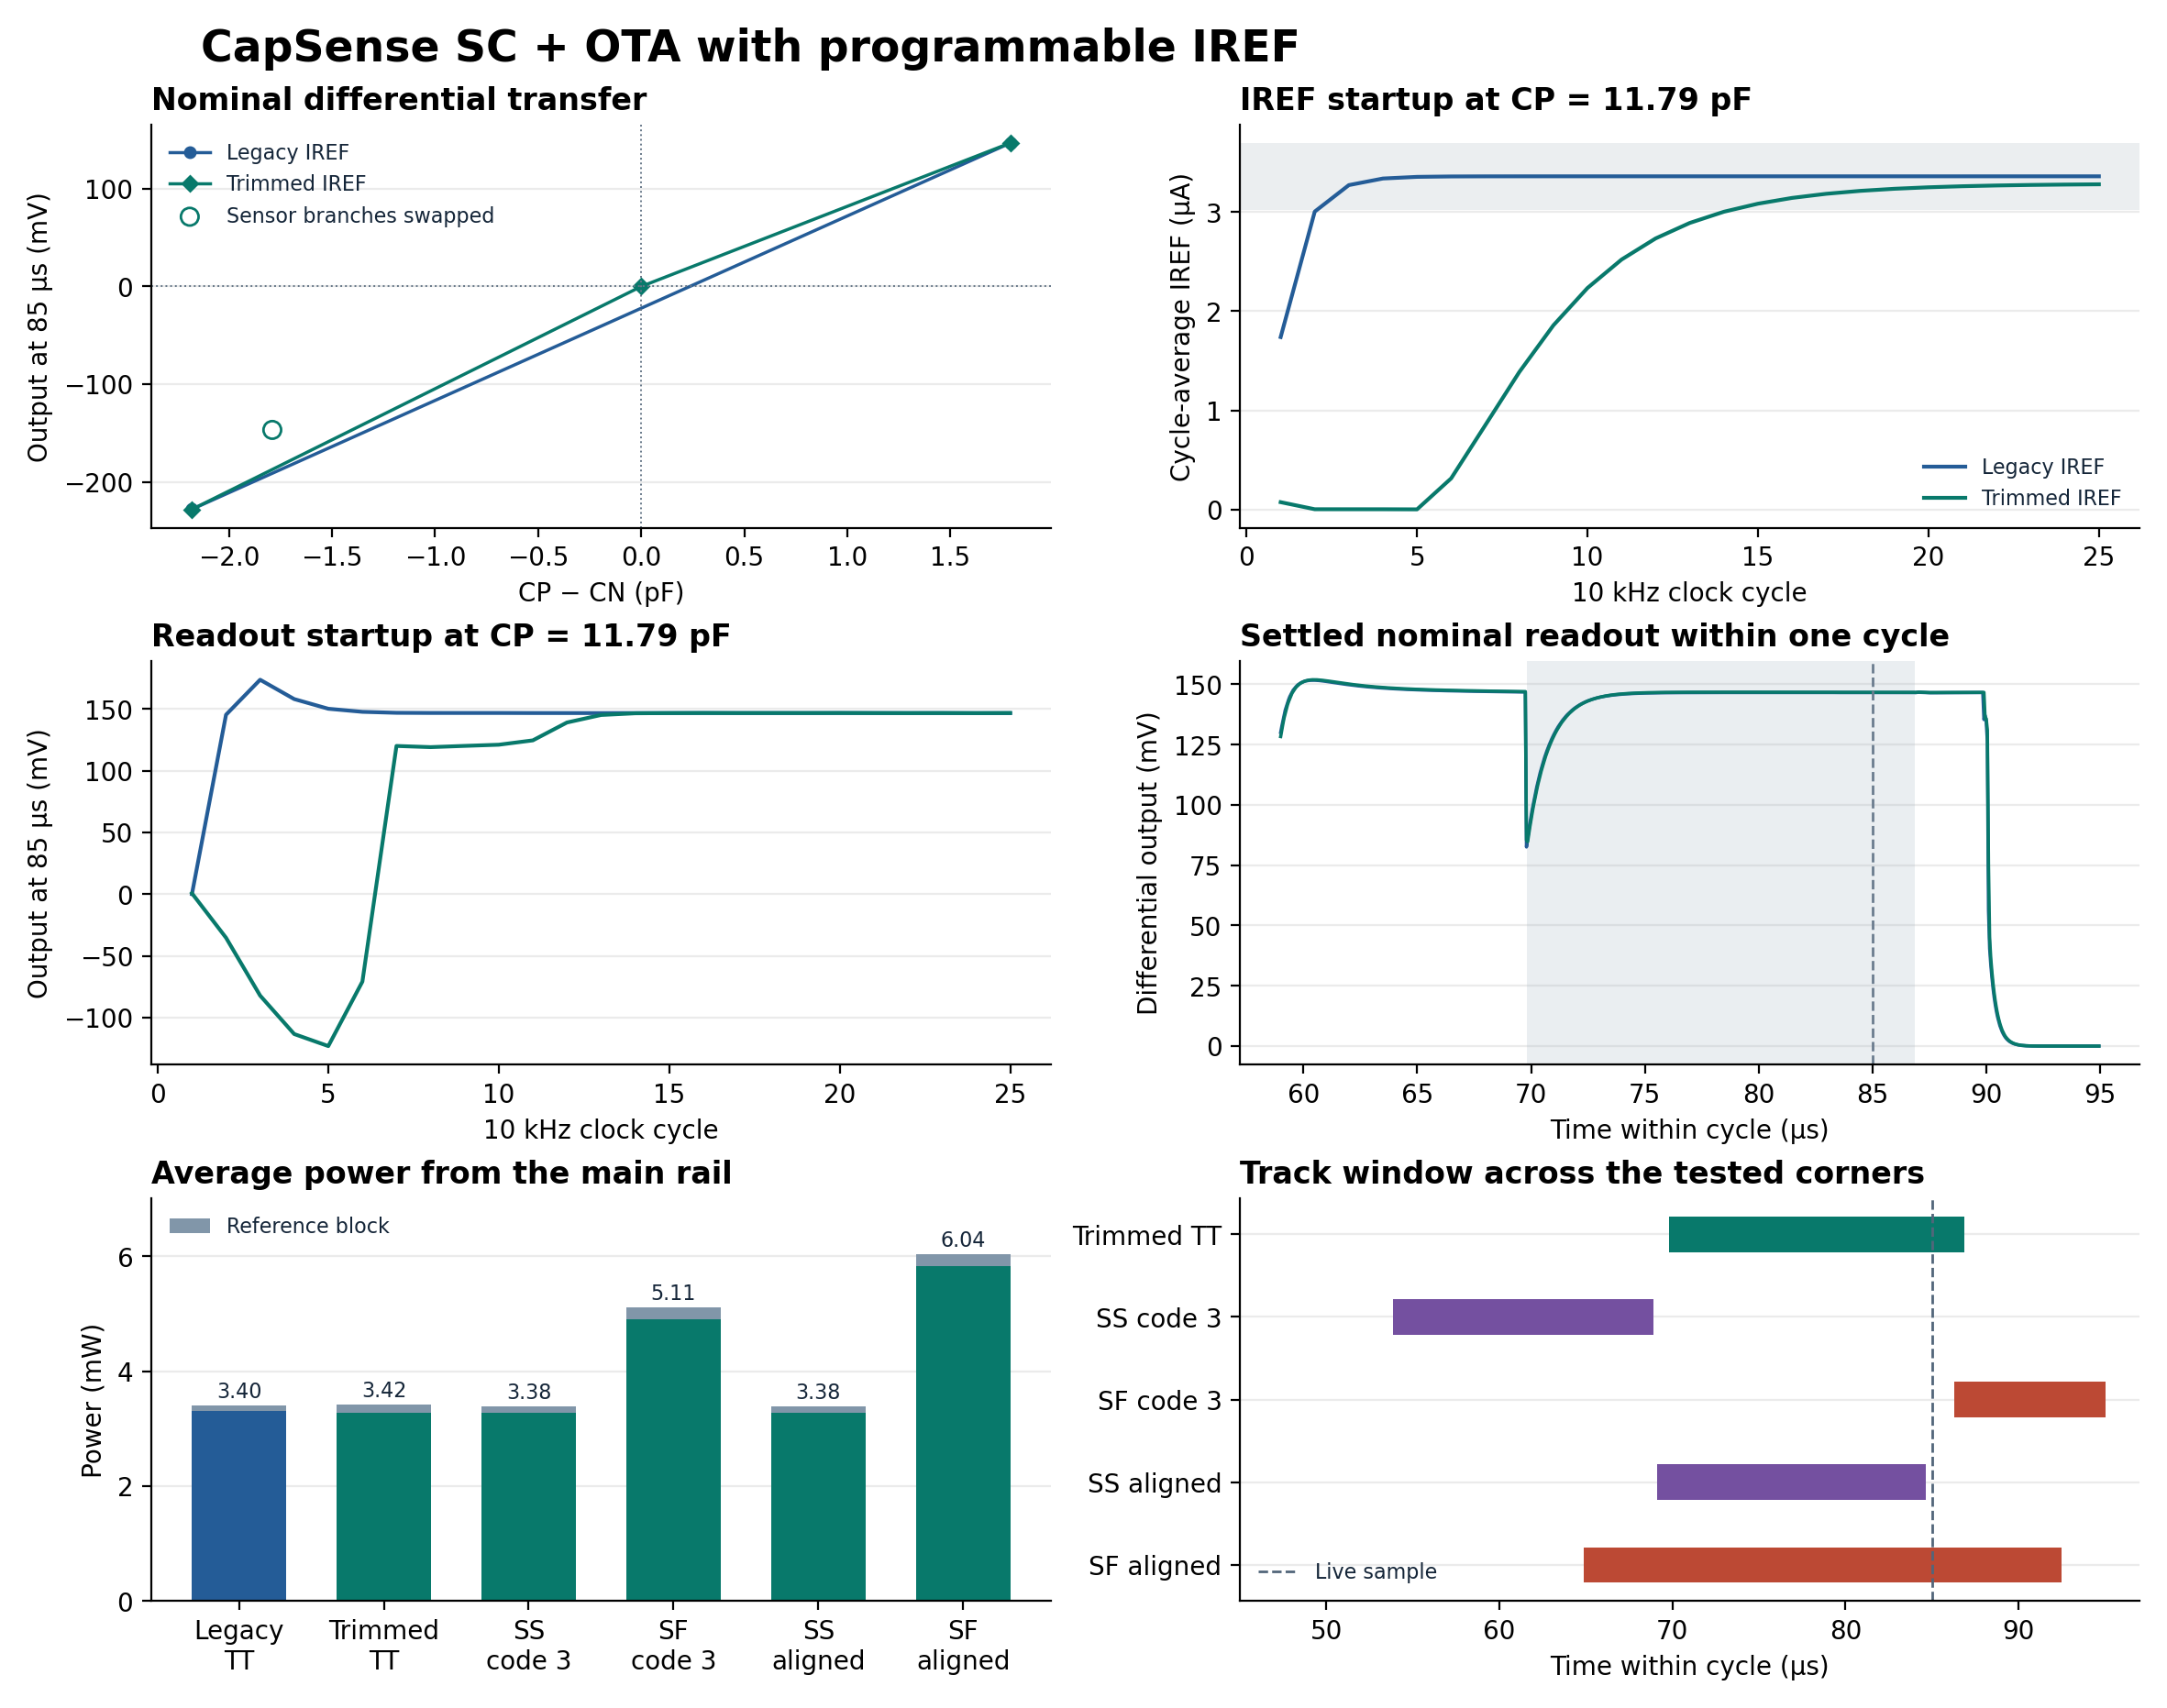 CapSense SC + OTA with programmable IREF
Nominal differential transfer
Output at 85 µs (mV)
100
0
−100
−200
Legacy IREF
Trimmed IREF
Sensor branches swapped
−2.0 −1.5 −1.0 −0.5 0.0 0.5 1.0 1.5
CP − CN (pF)
IREF startup at CP = 11.79 pF
Cycle-average IREF (µA)
3
2
1
0
Legacy IREF
Trimmed IREF
0 5 10 15 20 25
10 kHz clock cycle
Readout startup at CP = 11.79 pF
Output at 85 µs (mV)
150
100
50
0
−50
−100
0 5 10 15 20 25
10 kHz clock cycle
Settled nominal readout within one cycle
Differential output (mV)
150
125
100
75
50
25
0
60 65 70 75 80 85 90 95
Time within cycle (µs)
Average power from the main rail
Power (mW)
6
4
2
0
Reference block
3.40 3.42 3.38 5.11 3.38 6.04
Legacy TT
Trimmed TT
SS code 3
SF code 3
SS aligned
SF aligned
Track window across the tested corners
Trimmed TT
SS code 3
SF code 3
SS aligned
SF aligned
Live sample
50 60 70 80 90
Time within cycle (µs)